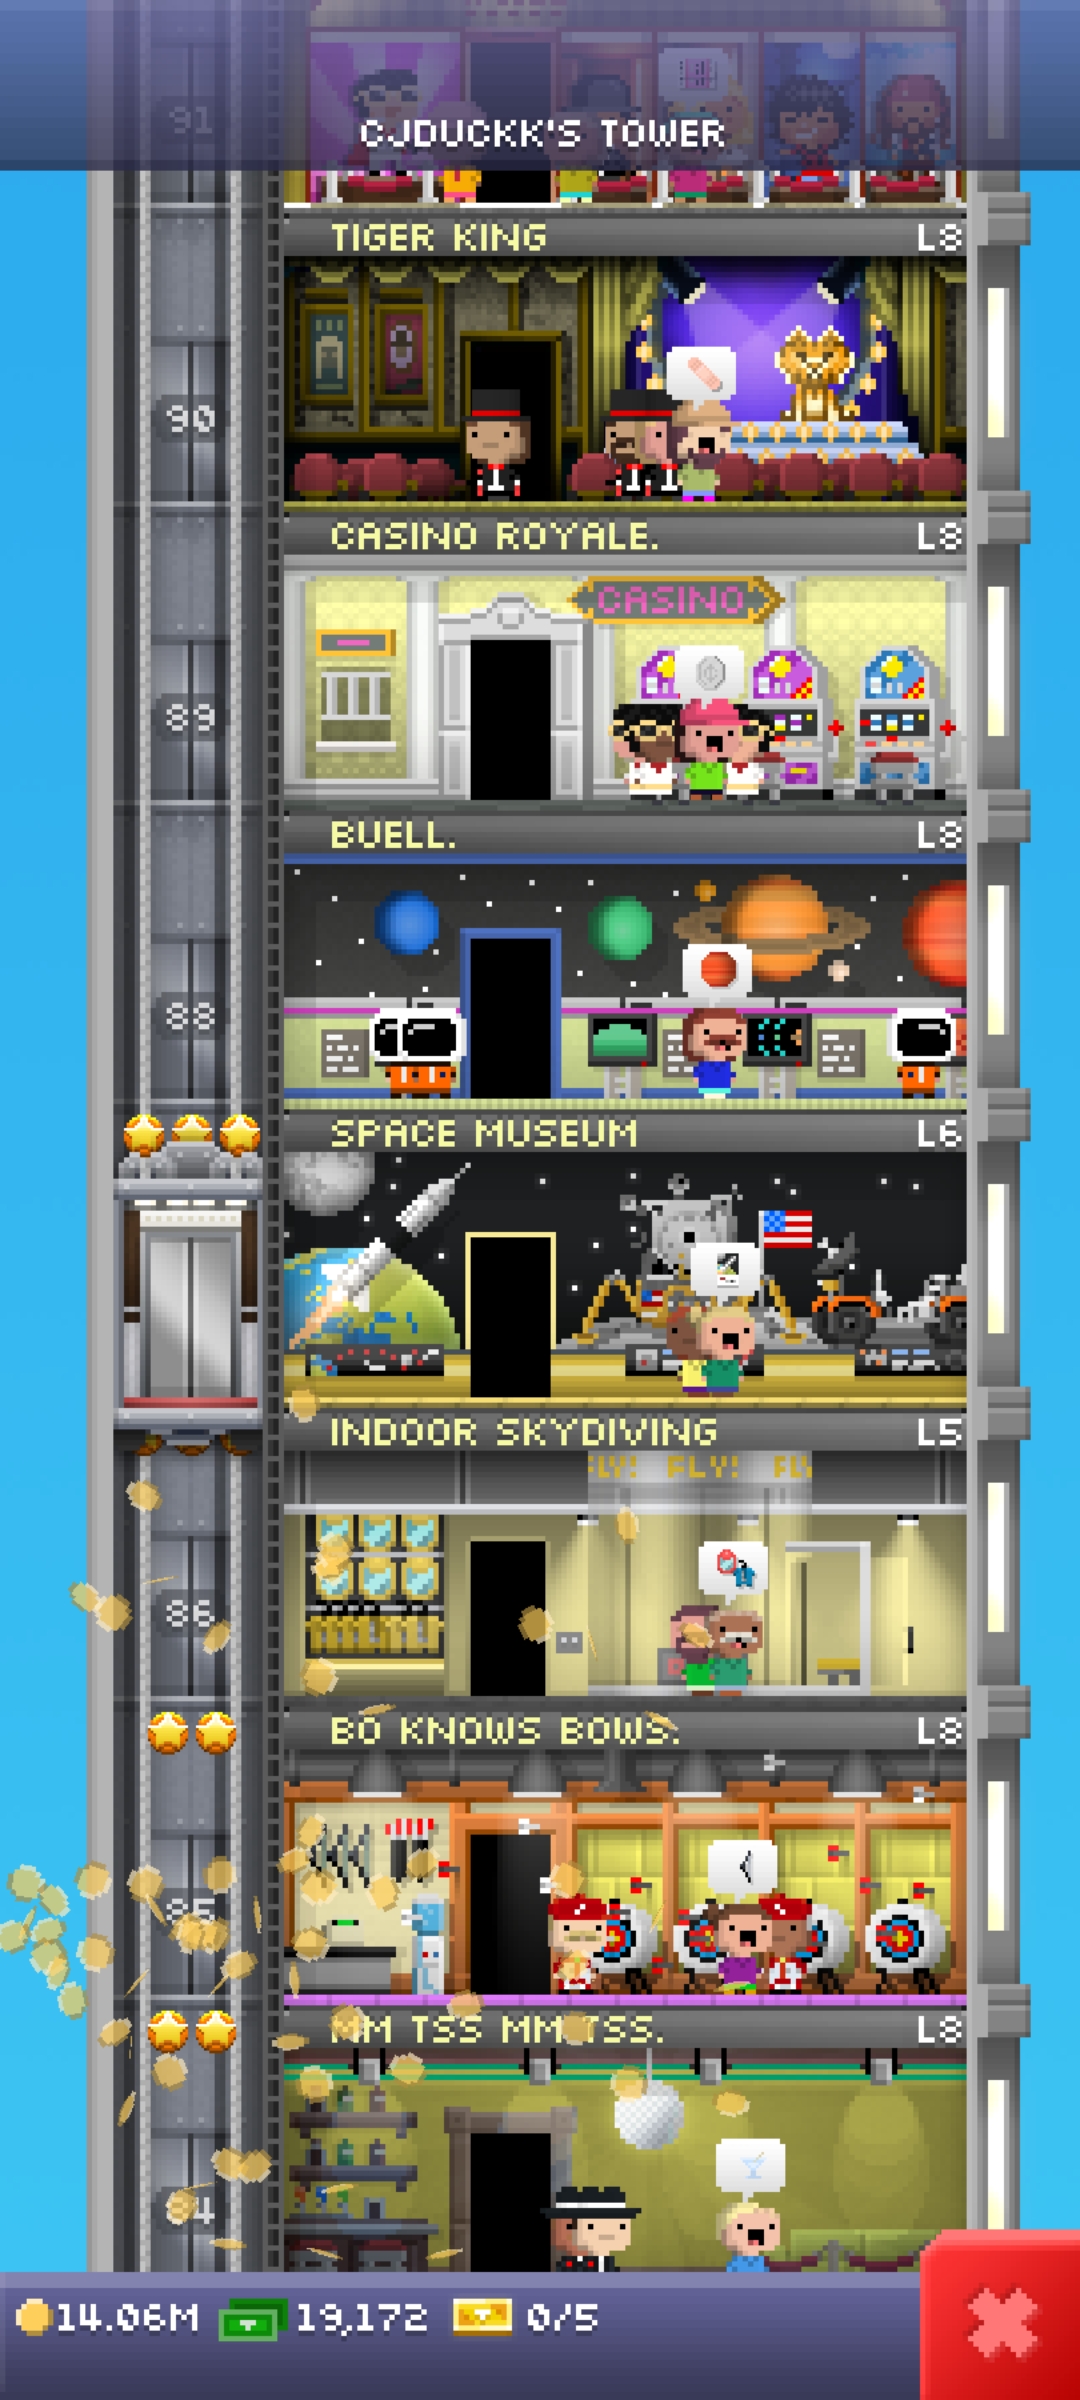 91
CJDUCKK'S TOWER
TIGER KING L8
90
CASINO ROYALE. L8
CASINO
89
BUELL. L8
88
SPACE MUSEUM L6
INDOOR SKYDIVING L5
FLY! FLY! FLY
86
BO KNOWS BOWS. L8
85
MM TSS MM TSS. L8
84
14.06M 19,172 0/5